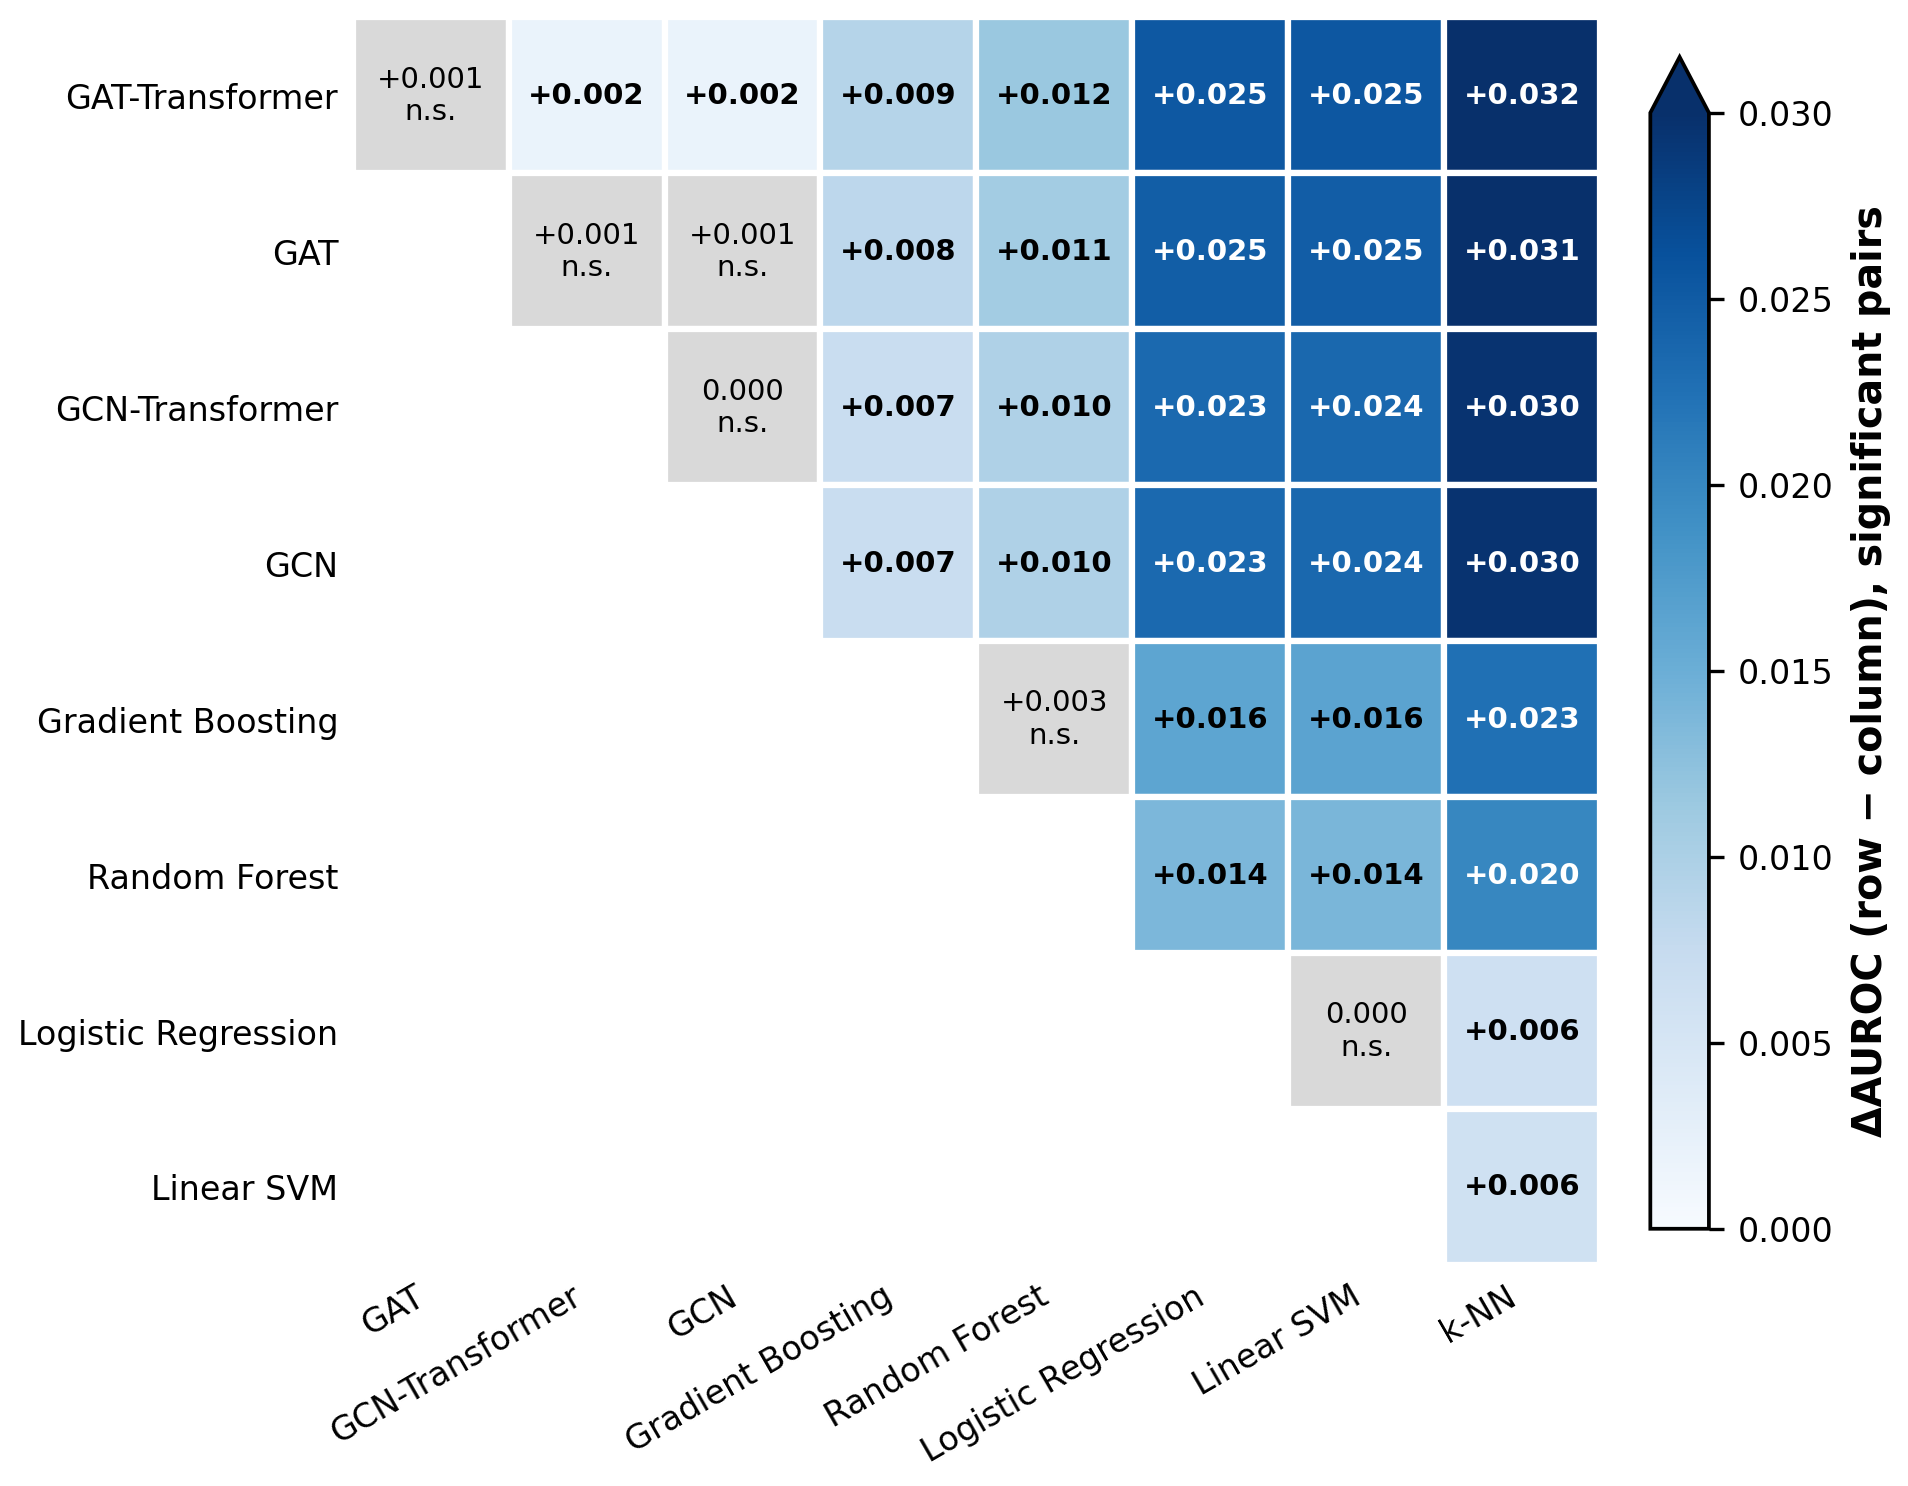 GAT-Transformer
+0.001
n.s.
+0.002
+0.002
+0.009
+0.012
+0.025
+0.025
+0.032
GAT
+0.001
n.s.
+0.001
n.s.
+0.008
+0.011
+0.025
+0.025
+0.031
GCN-Transformer
0.000
n.s.
+0.007
+0.010
+0.023
+0.024
+0.030
GCN
+0.007
+0.010
+0.023
+0.024
+0.030
Gradient Boosting
+0.003
n.s.
+0.016
+0.016
+0.023
Random Forest
+0.014
+0.014
+0.020
Logistic Regression
0.000
n.s.
+0.006
Linear SVM
+0.006
GAT
GCN-Transformer
GCN
Gradient Boosting
Random Forest
Logistic Regression
Linear SVM
k-NN
0.030
0.025
0.020
0.015
0.010
0.005
0.000
ΔAUROC (row − column), significant pairs